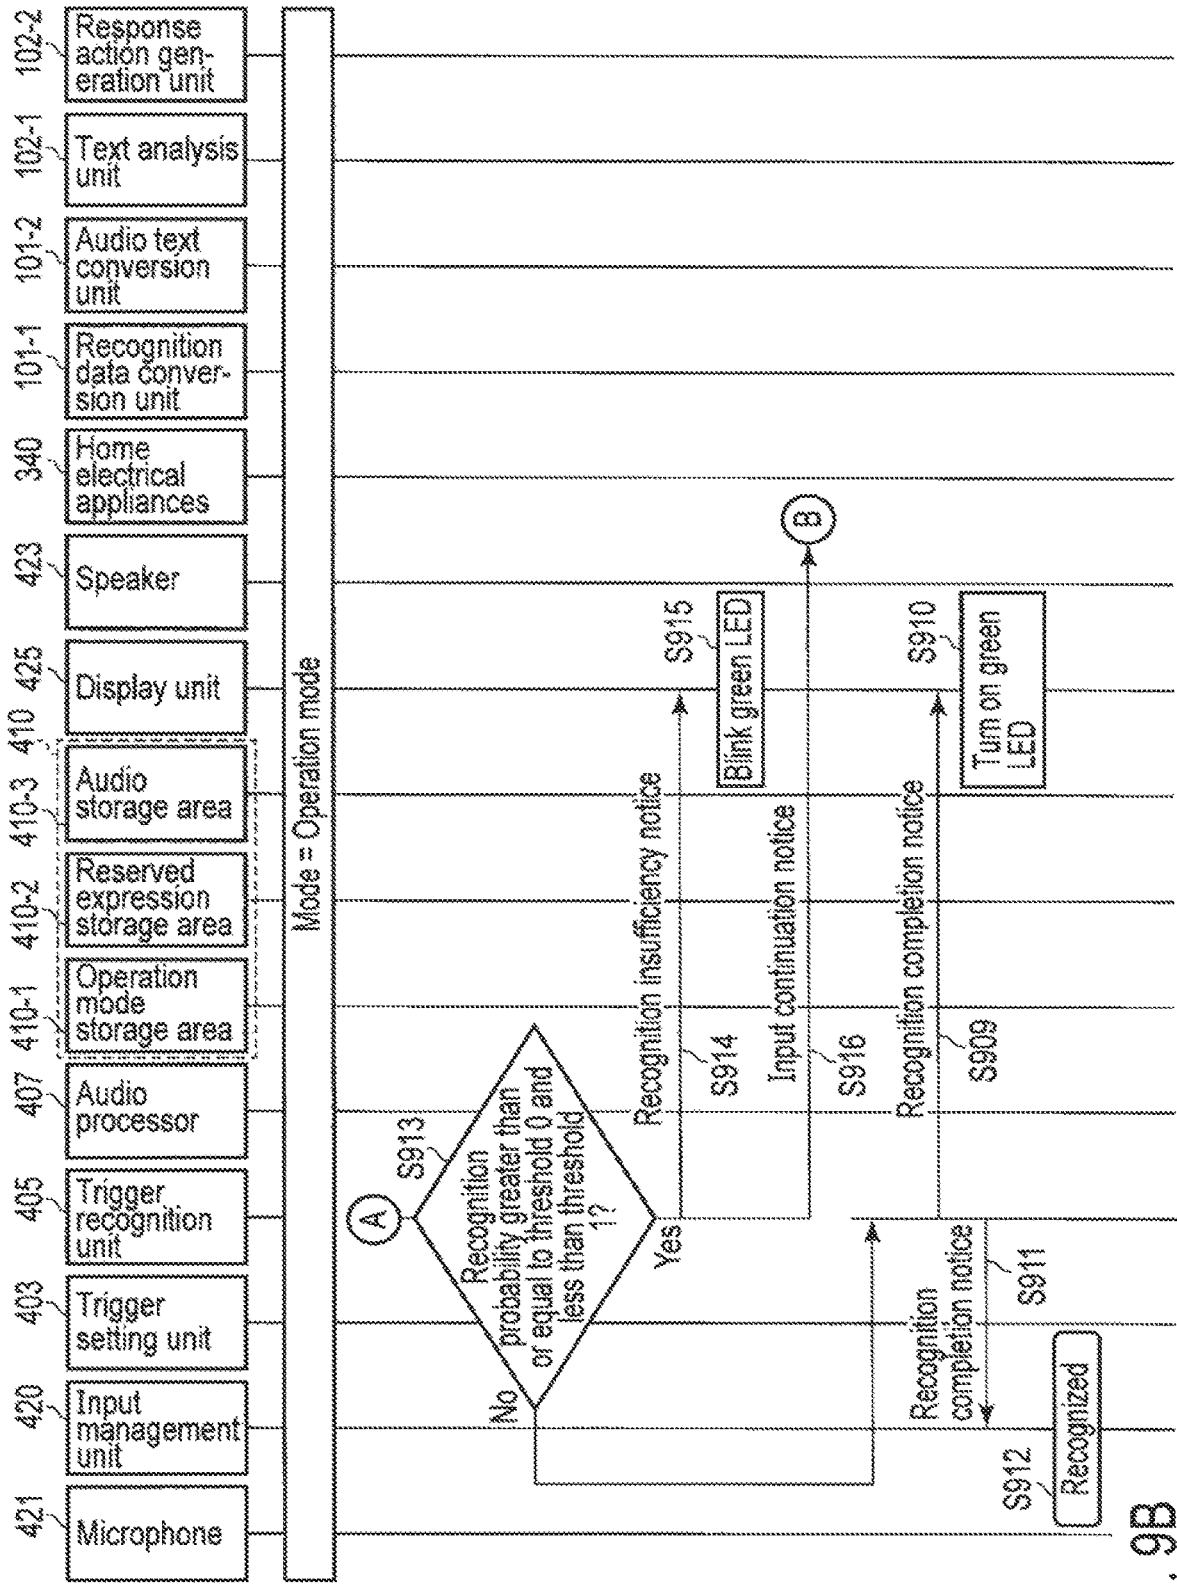 421
Microphone
420
Input
management
unit
403
Trigger
setting unit
405
Trigger
recognition
unit
407
Audio
processor
410-1
Operation
mode
storage area
410-2
Reserved
expression
storage area
410-3
Audio
storage area
410
425
Display unit
423
Speaker
340
Home
electrical
appliances
101-1
Recognition
data conver-
sion unit
101-2
Audio text
conversion
unit
102-1
Text analysis
unit
102-2
Response
action gen-
eration unit
Mode = Operation mode
A
S913
Recognition
probability greater than
or equal to threshold 0 and
less than threshold
1?
No
Yes
Recognition insufficiency notice
S914
S915
Blink green LED
Input continuation notice
S916
B
Recognition completion notice
S909
S910
Turn on green
LED
Recognition
completion notice
S911
S912
Recognized
. 9B